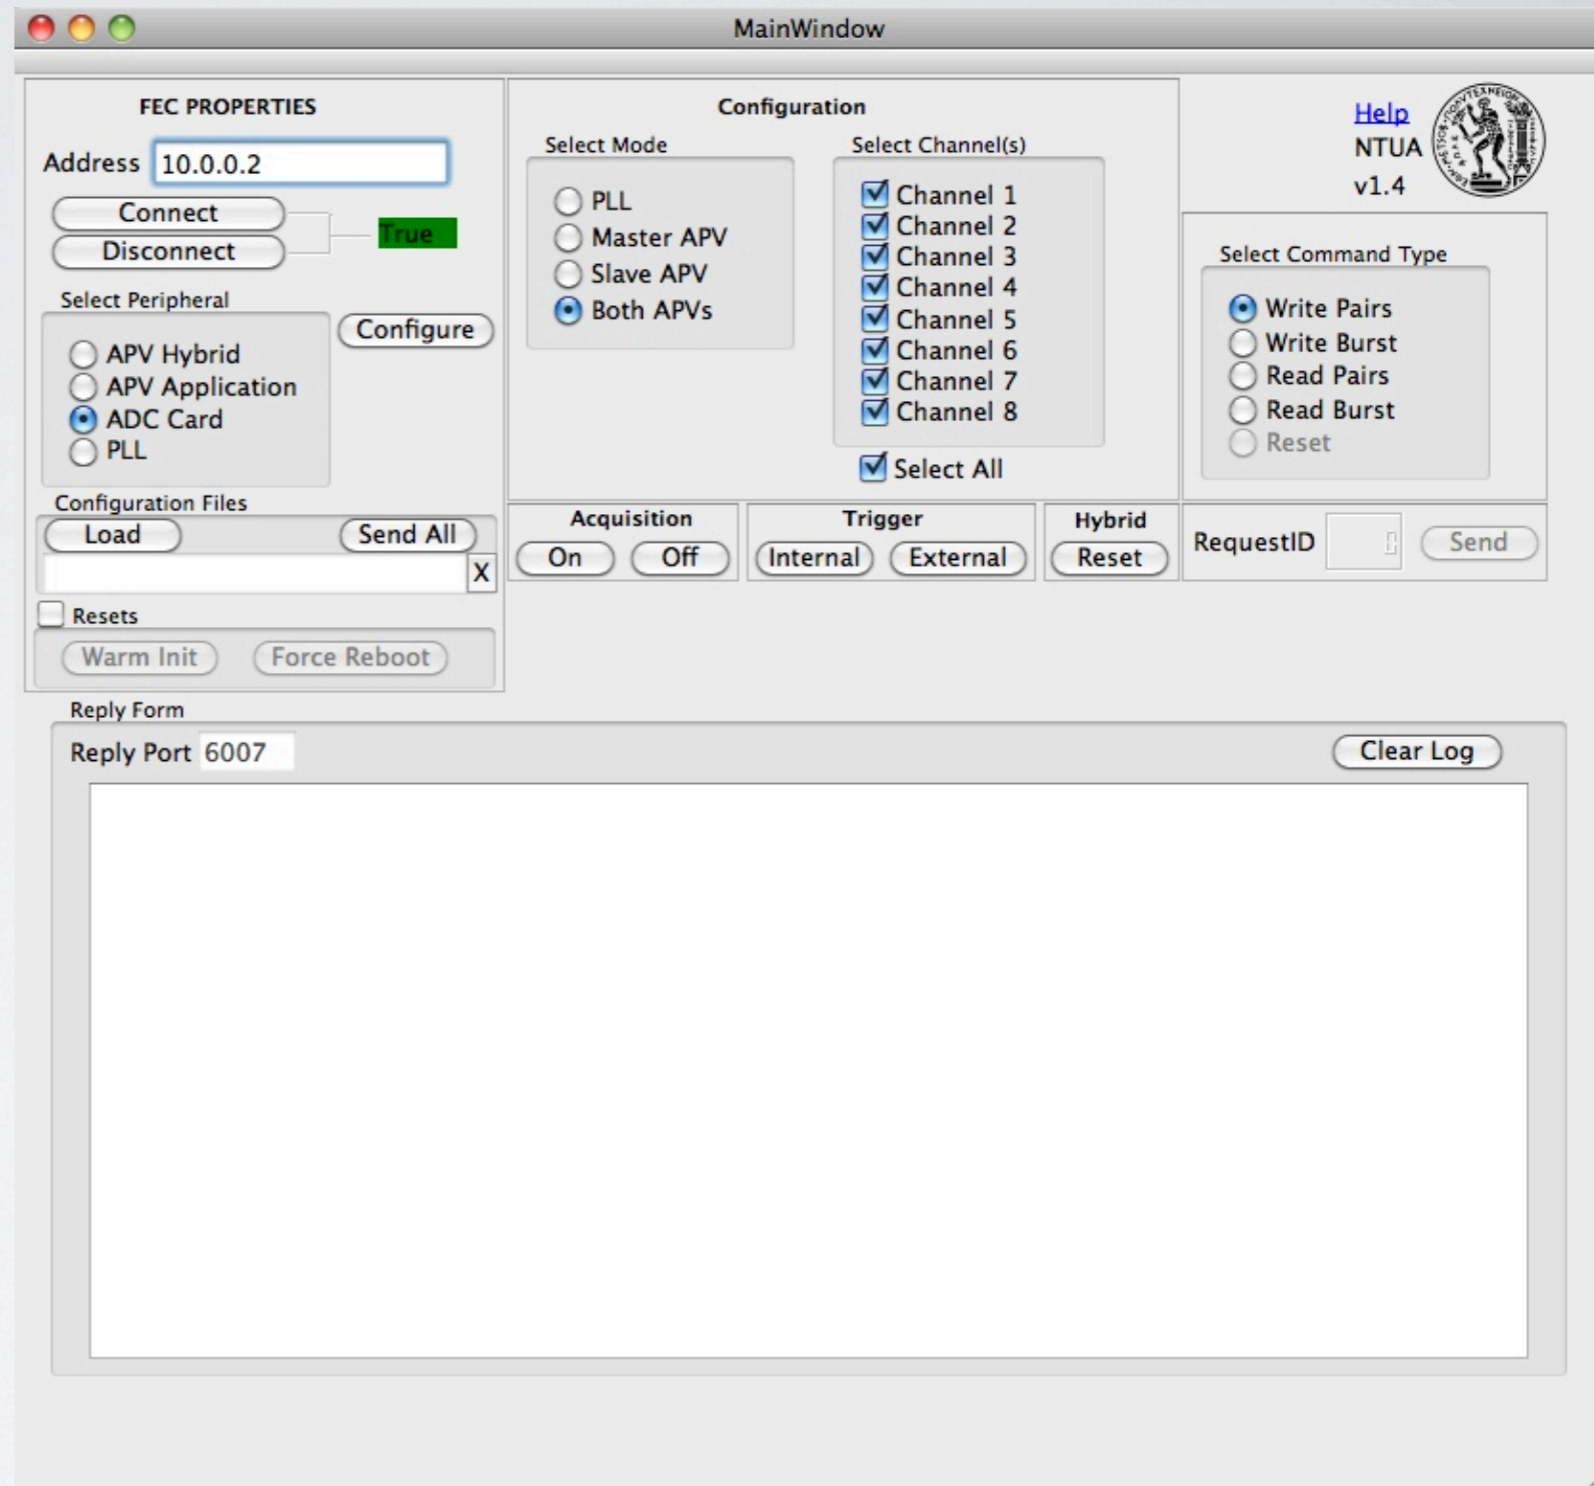 MainWindow
FEC PROPERTIES
Address 10.0.0.2
Connect
Disconnect
True
Select Peripheral
Configure
APV Hybrid
APV Application
ADC Card
PLL
Configuration Files
Load Send All
X
Resets
Warm Init Force Reboot
Configuration
Select Mode
PLL
Master APV
Slave APV
Both APVs
Select Channel(s)
Channel 1
Channel 2
Channel 3
Channel 4
Channel 5
Channel 6
Channel 7
Channel 8
Select All
Acquisition
On Off
Trigger
Internal External
Hybrid
Reset
Help
NTUA
v1.4
Select Command Type
Write Pairs
Write Burst
Read Pairs
Read Burst
Reset
RequestID 0 Send
Reply Form
Reply Port 6007
Clear Log